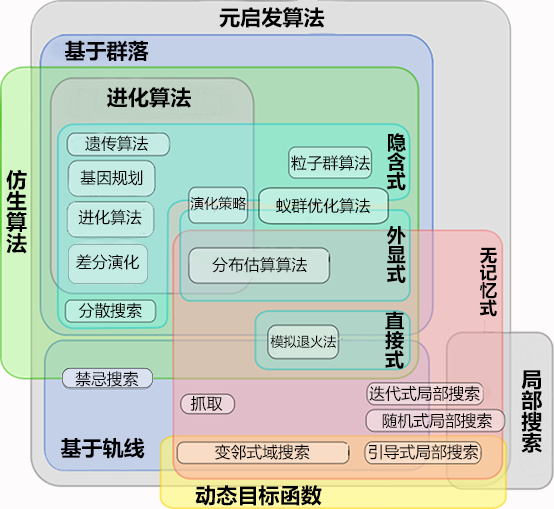 元启发算法
基于群落
进化算法
仿生算法
隐含式
遗传算法
粒子群算法
基因规划
演化策略
蚁群优化算法
进化算法
外显式
无记忆式
差分演化
分布估算算法
分散搜索
直接式
模拟退火法
局部搜索
禁忌搜索
迭代式局部搜索
抓取
随机式局部搜索
基于轨线
变邻式域搜索
引导式局部搜索
动态目标函数